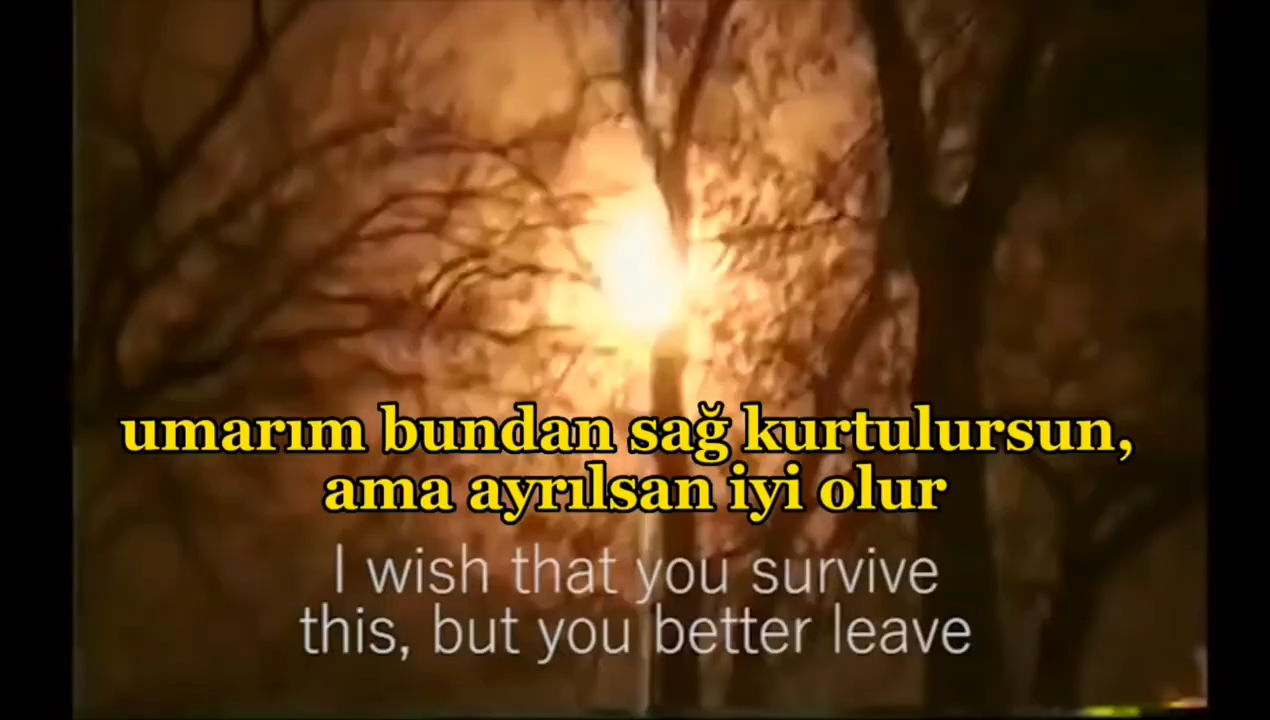 umarım bundan sağ kurtulursun,
ama ayrılsan iyi olur
I wish that you survive
this, but you better leave